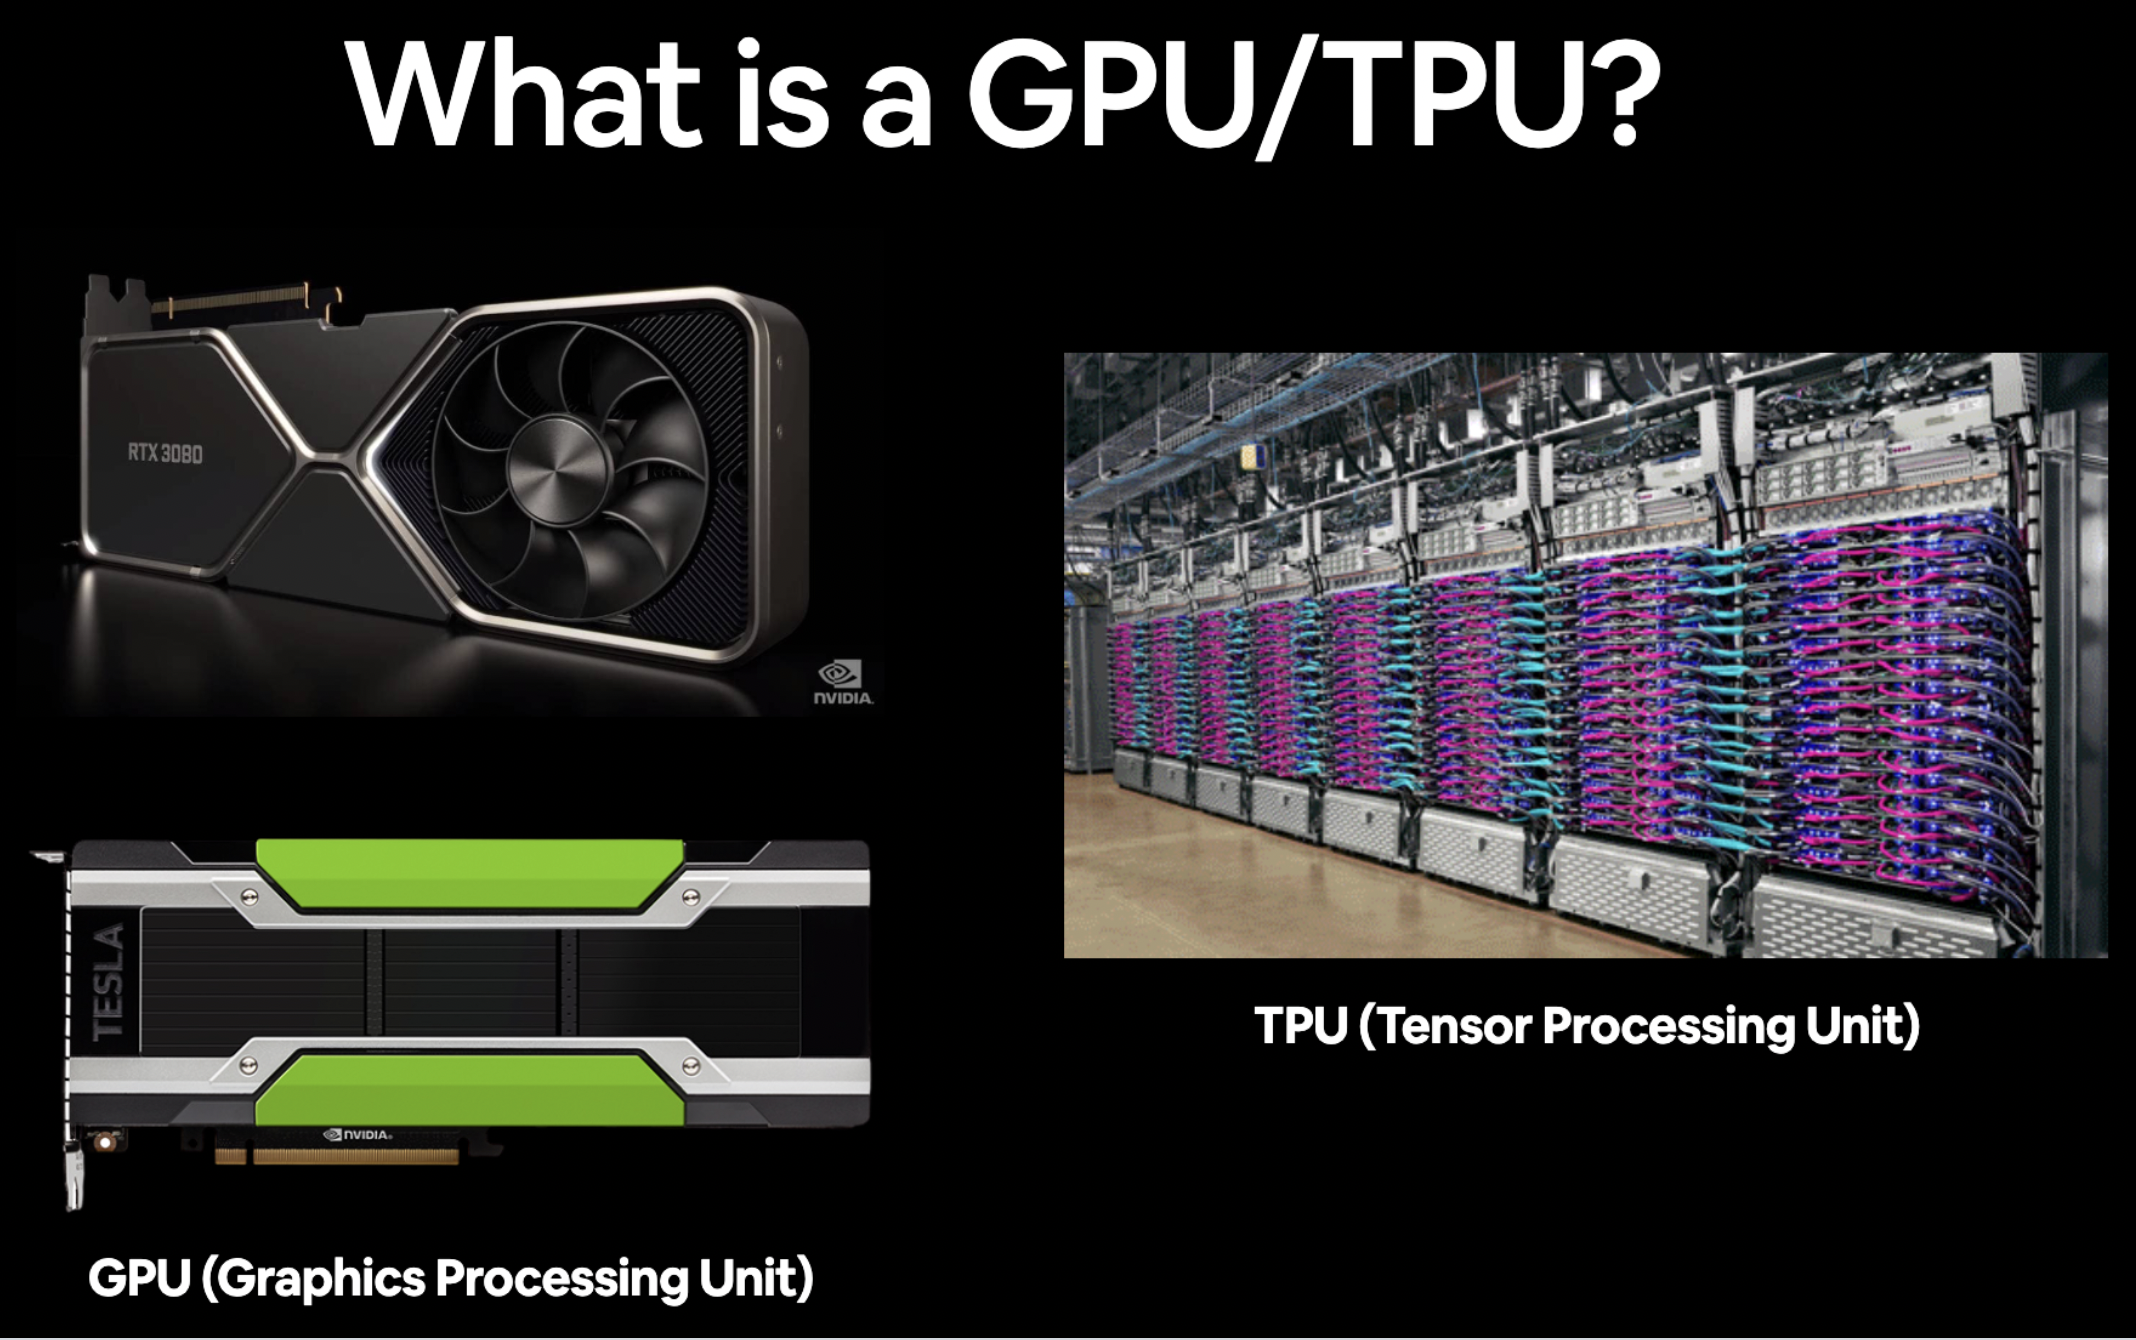 What is a GPU/TPU?
RTX 3080
NVIDIA.
TESLA
NVIDIA.
GPU (Graphics Processing Unit)
TPU (Tensor Processing Unit)